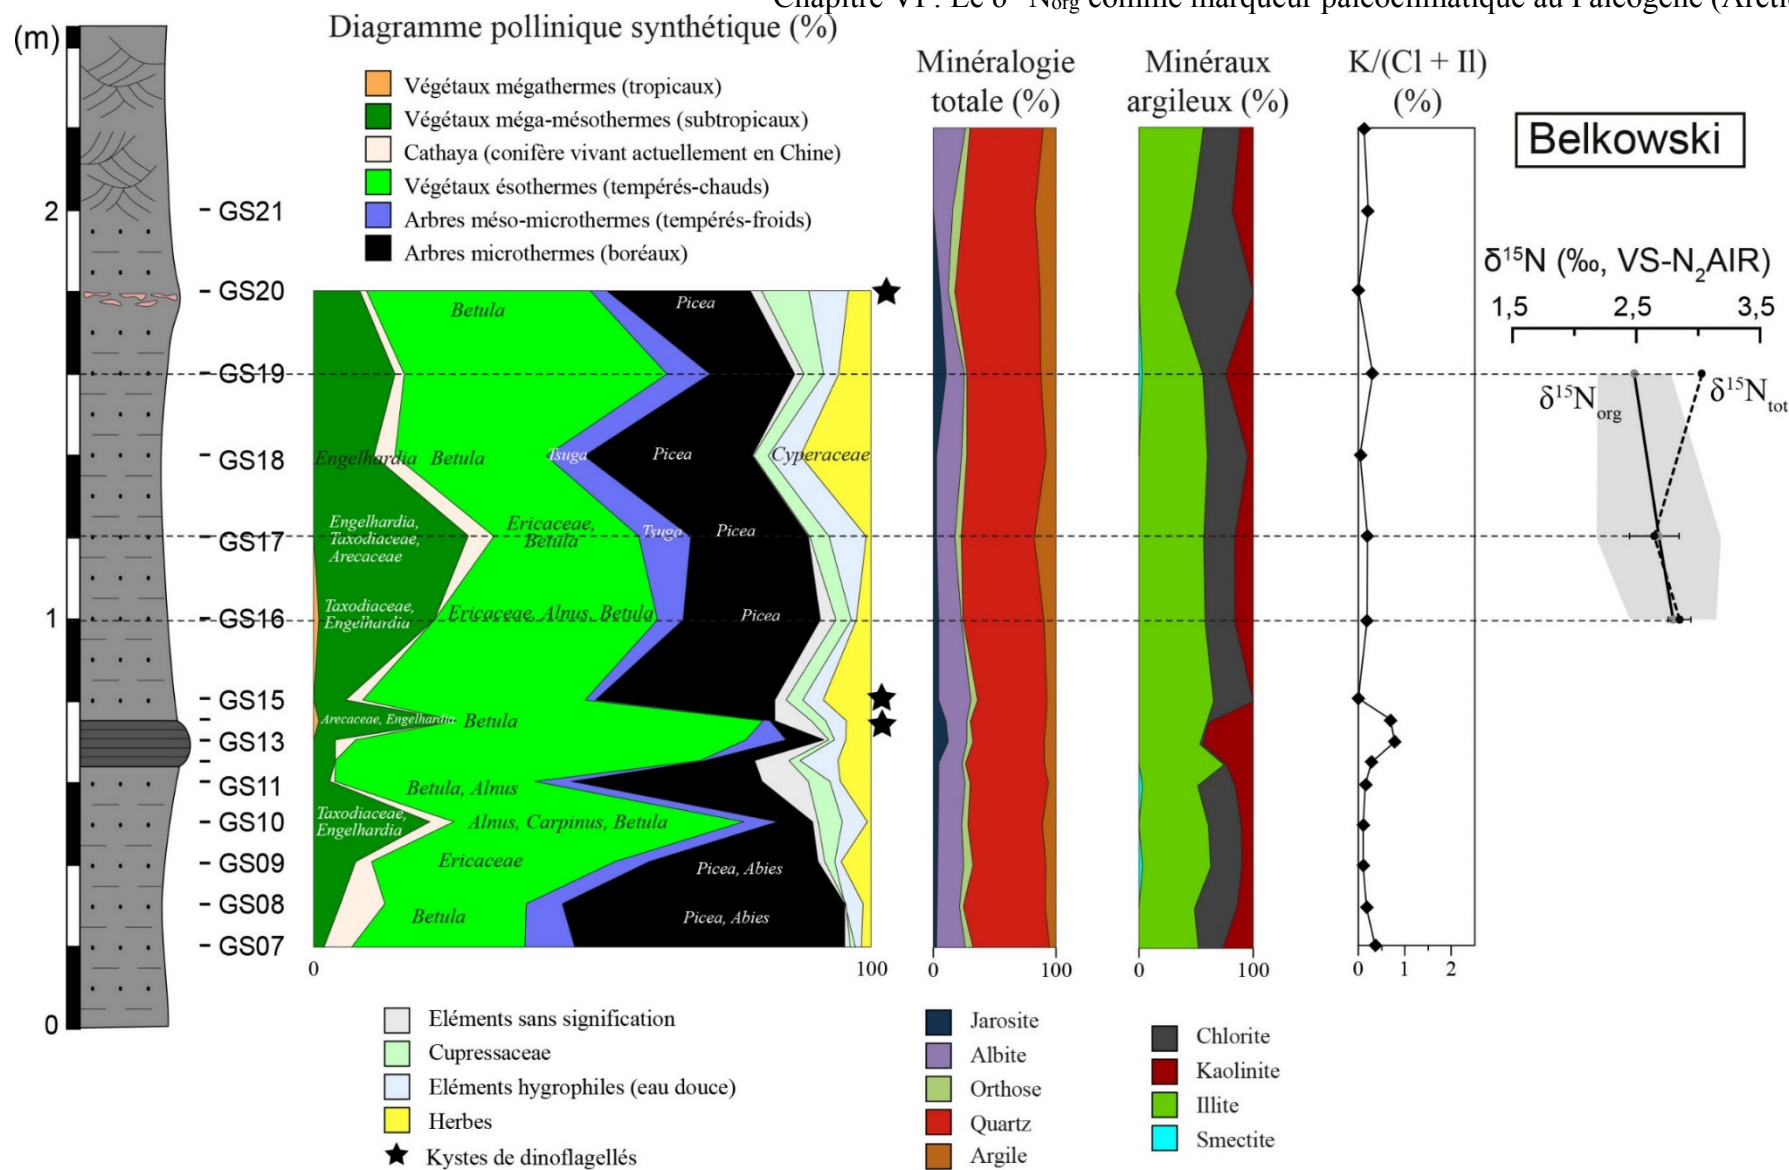 Chapitre VI : Le δ¹⁵Norg comme marqueur paléoclimatique au Paléogène (Arctic
(m)
Diagramme pollinique synthétique (%)
Végétaux mégathermes (tropicaux)
Végétaux méga-mésothermes (subtropicaux)
Cathaya (conifère vivant actuellement en Chine)
Végétaux ésothermes (tempérés-chauds)
Arbres méso-microthermes (tempérés-froids)
Arbres microthermes (boréaux)
Minéralogie
totale (%)
Minéraux
argileux (%)
K/(Cl + Il)
(%)
Belkowski
δ¹⁵N (‰, VS-N₂AIR)
1,5 2,5 3,5
δ¹⁵Norg
δ¹⁵Ntot
2
1
0
GS21
GS20
GS19
GS18
GS17
GS16
GS15
GS13
GS11
GS10
GS09
GS08
GS07
Betula
Picea
Engelhardia
Betula
Tsuga
Picea
Cyperaceae
Engelhardia,
Taxodiaceae,
Arecaceae
Ericaceae,
Betula
Tsuga
Picea
Taxodiaceae,
Engelhardia
Ericaceae, Alnus, Betula
Picea
Arecaceae, Engelhardia
Betula
Betula, Alnus
Taxodiaceae,
Engelhardia
Alnus, Carpinus, Betula
Ericaceae
Picea, Abies
Betula
Picea, Abies
0 100
0 100
0 100
0 1 2
Eléments sans signification
Cupressaceae
Eléments hygrophiles (eau douce)
Herbes
Kystes de dinoflagellés
Jarosite
Albite
Orthose
Quartz
Argile
Chlorite
Kaolinite
Illite
Smectite